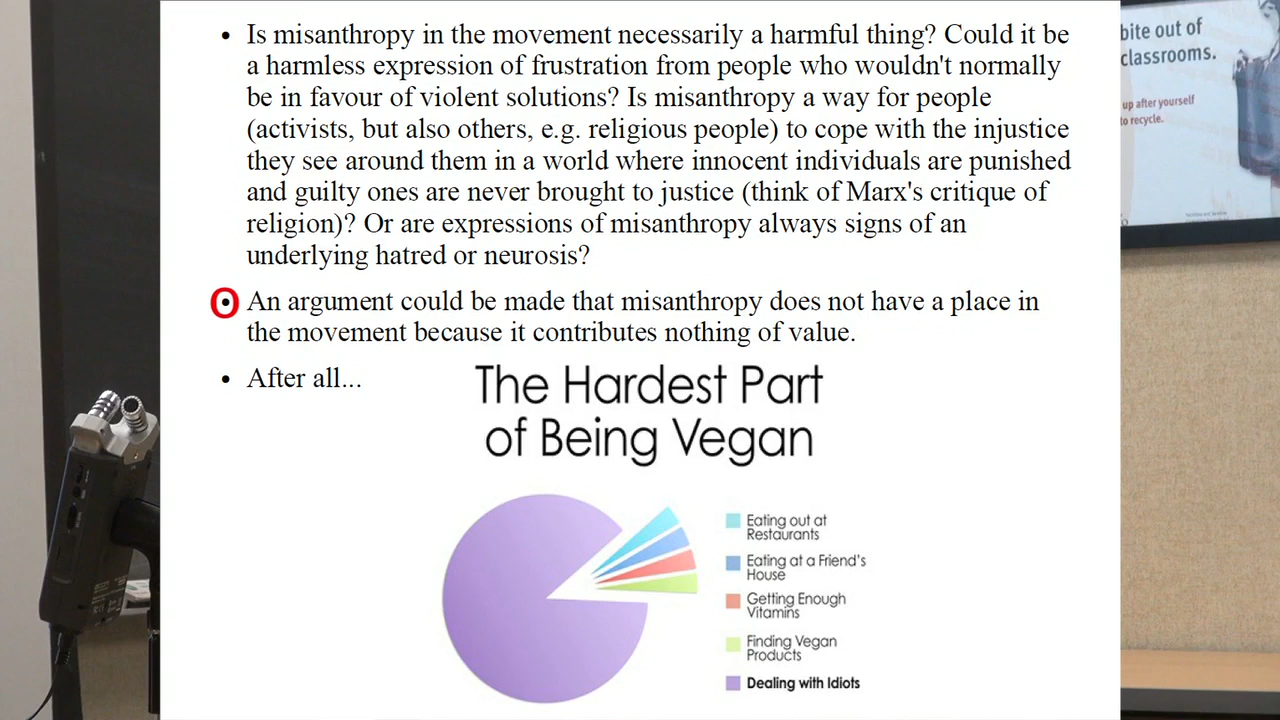 • Is misanthropy in the movement necessarily a harmful thing? Could it be
a harmless expression of frustration from people who wouldn't normally
be in favour of violent solutions? Is misanthropy a way for people
(activists, but also others, e.g. religious people) to cope with the injustice
they see around them in a world where innocent individuals are punished
and guilty ones are never brought to justice (think of Marx's critique of
religion)? Or are expressions of misanthropy always signs of an
underlying hatred or neurosis?
• An argument could be made that misanthropy does not have a place in
the movement because it contributes nothing of value.
• After all...
The Hardest Part
of Being Vegan
Eating out at
Restaurants
Eating at a Friend's
House
Getting Enough
Vitamins
Finding Vegan
Products
Dealing with Idiots
bite out of
classrooms.
up after yourself
to recycle.